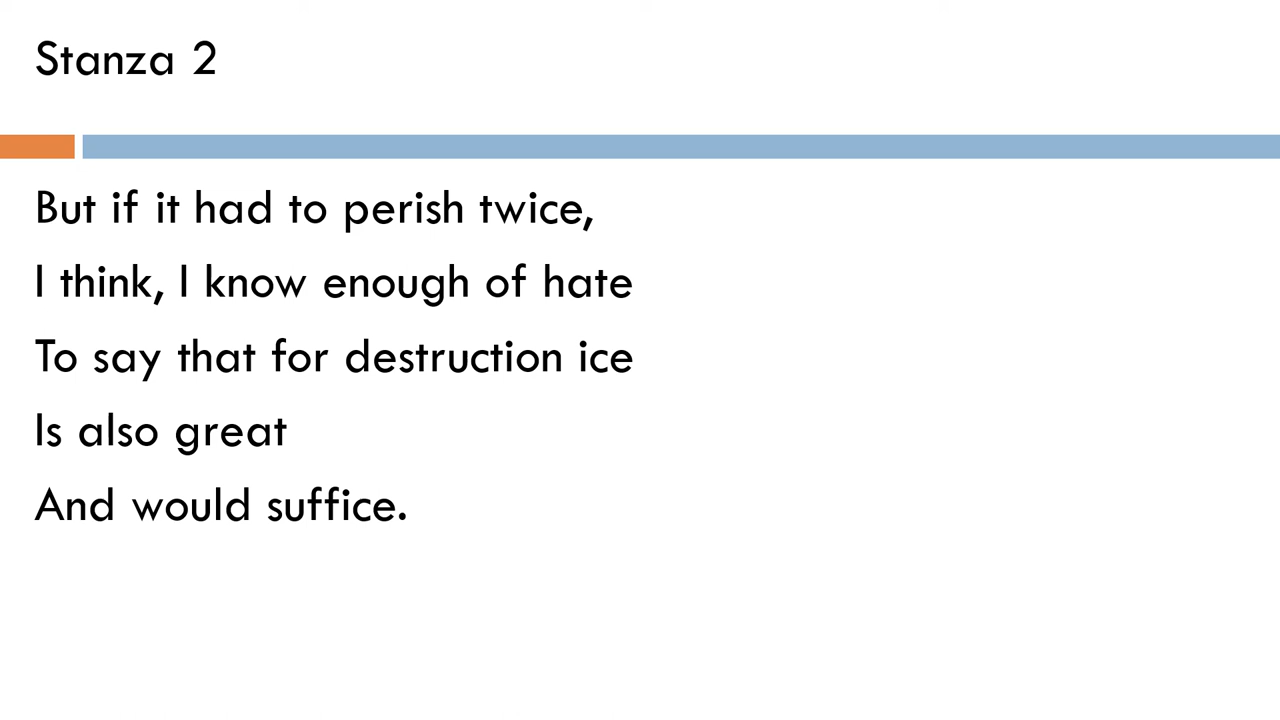 Stanza 2
But if it had to perish twice,
I think, I know enough of hate
To say that for destruction ice
Is also great
And would suffice.